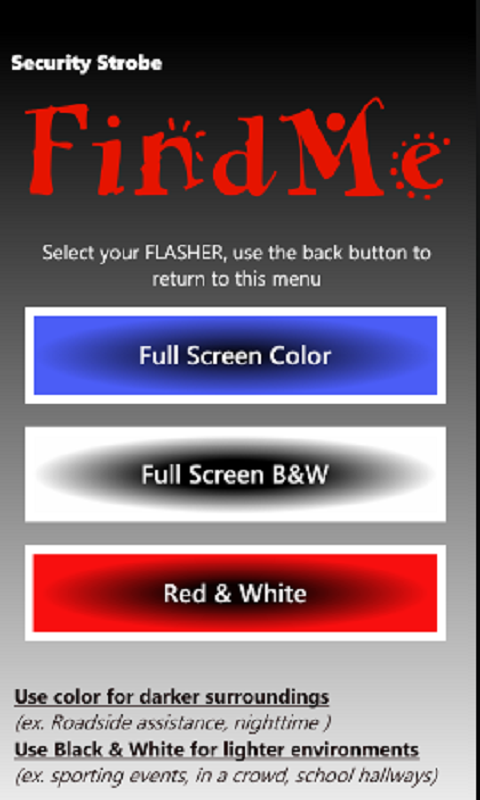 Security Strobe
FindMe
Select your FLASHER, use the back button to
return to this menu
Full Screen Color
Full Screen B&W
Red & White
Use color for darker surroundings
(ex. Roadside assistance, nighttime )
Use Black & White for lighter environments
(ex. sporting events, in a crowd, school hallways)